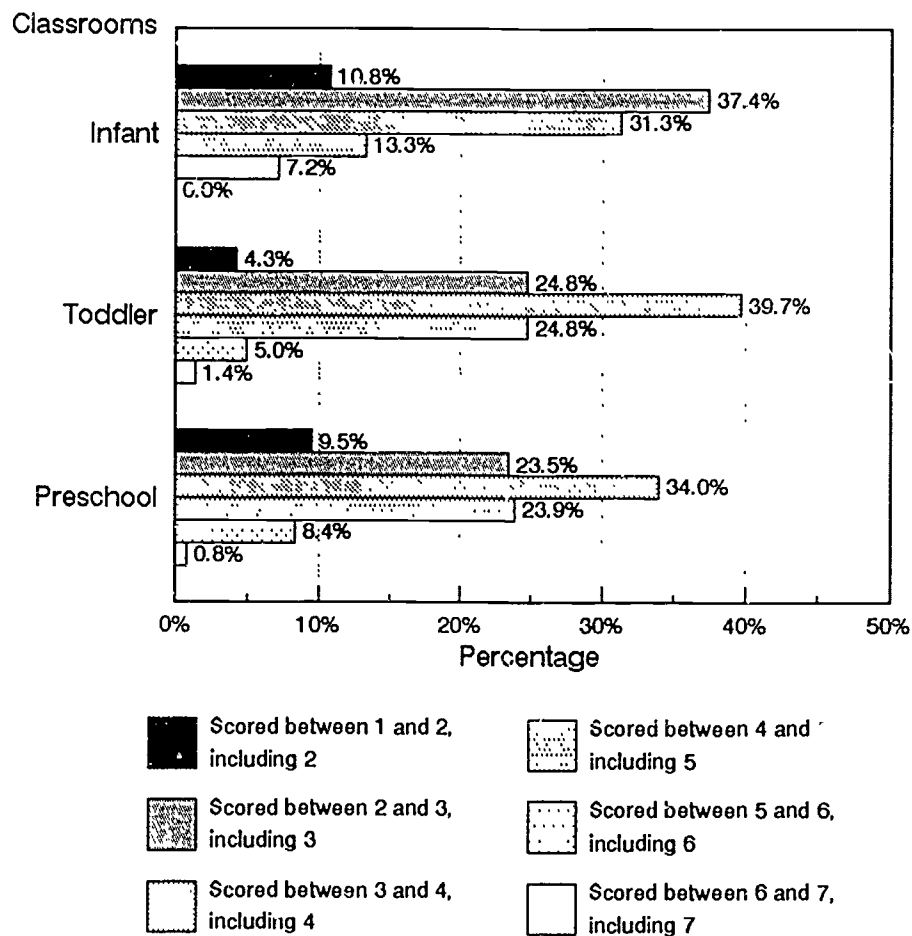 Classrooms
10.8%
37.4%
Infant
31.3%
13.3%
7.2%
0.0%
4.3%
24.8%
Toddler
39.7%
24.8%
5.0%
1.4%
9.5%
23.5%
Preschool
34.0%
23.9%
8.4%
0.8%
0% 10% 20% 30% 40% 50%
Percentage
Scored between 1 and 2,
including 2
Scored between 2 and 3,
including 3
Scored between 3 and 4,
including 4
Scored between 4 and
including 5
Scored between 5 and 6,
including 6
Scored between 6 and 7,
including 7